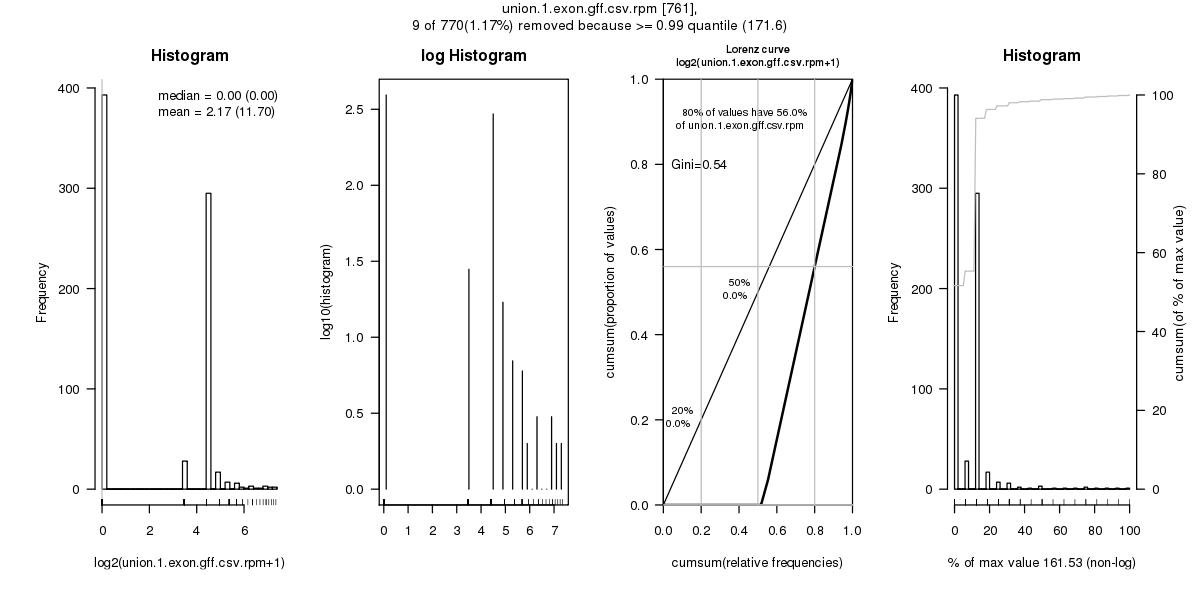 union.1.exon.gff.csv.rpm [761],
9 of 770(1.17%) removed because >= 0.99 quantile (171.6)
Histogram
median = 0.00 (0.00)
mean = 2.17 (11.70)
Frequency
0
100
200
300
400
0 2 4 6
log2(union.1.exon.gff.csv.rpm+1)
log Histogram
log10(histogram)
0.0
0.5
1.0
1.5
2.0
2.5
0 1 2 3 4 5 6 7
Lorenz curve
log2(union.1.exon.gff.csv.rpm+1)
80% of values have 56.0%
of union.1.exon.gff.csv.rpm
Gini=0.54
50%
0.0%
20%
0.0%
cumsum(proportion of values)
0.0
0.2
0.4
0.6
0.8
1.0
0.0 0.2 0.4 0.6 0.8 1.0
cumsum(relative frequencies)
Histogram
Frequency
0
100
200
300
400
0 20 40 60 80 100
% of max value 161.53 (non-log)
0
20
40
60
80
100
cumsum(of % of max value)